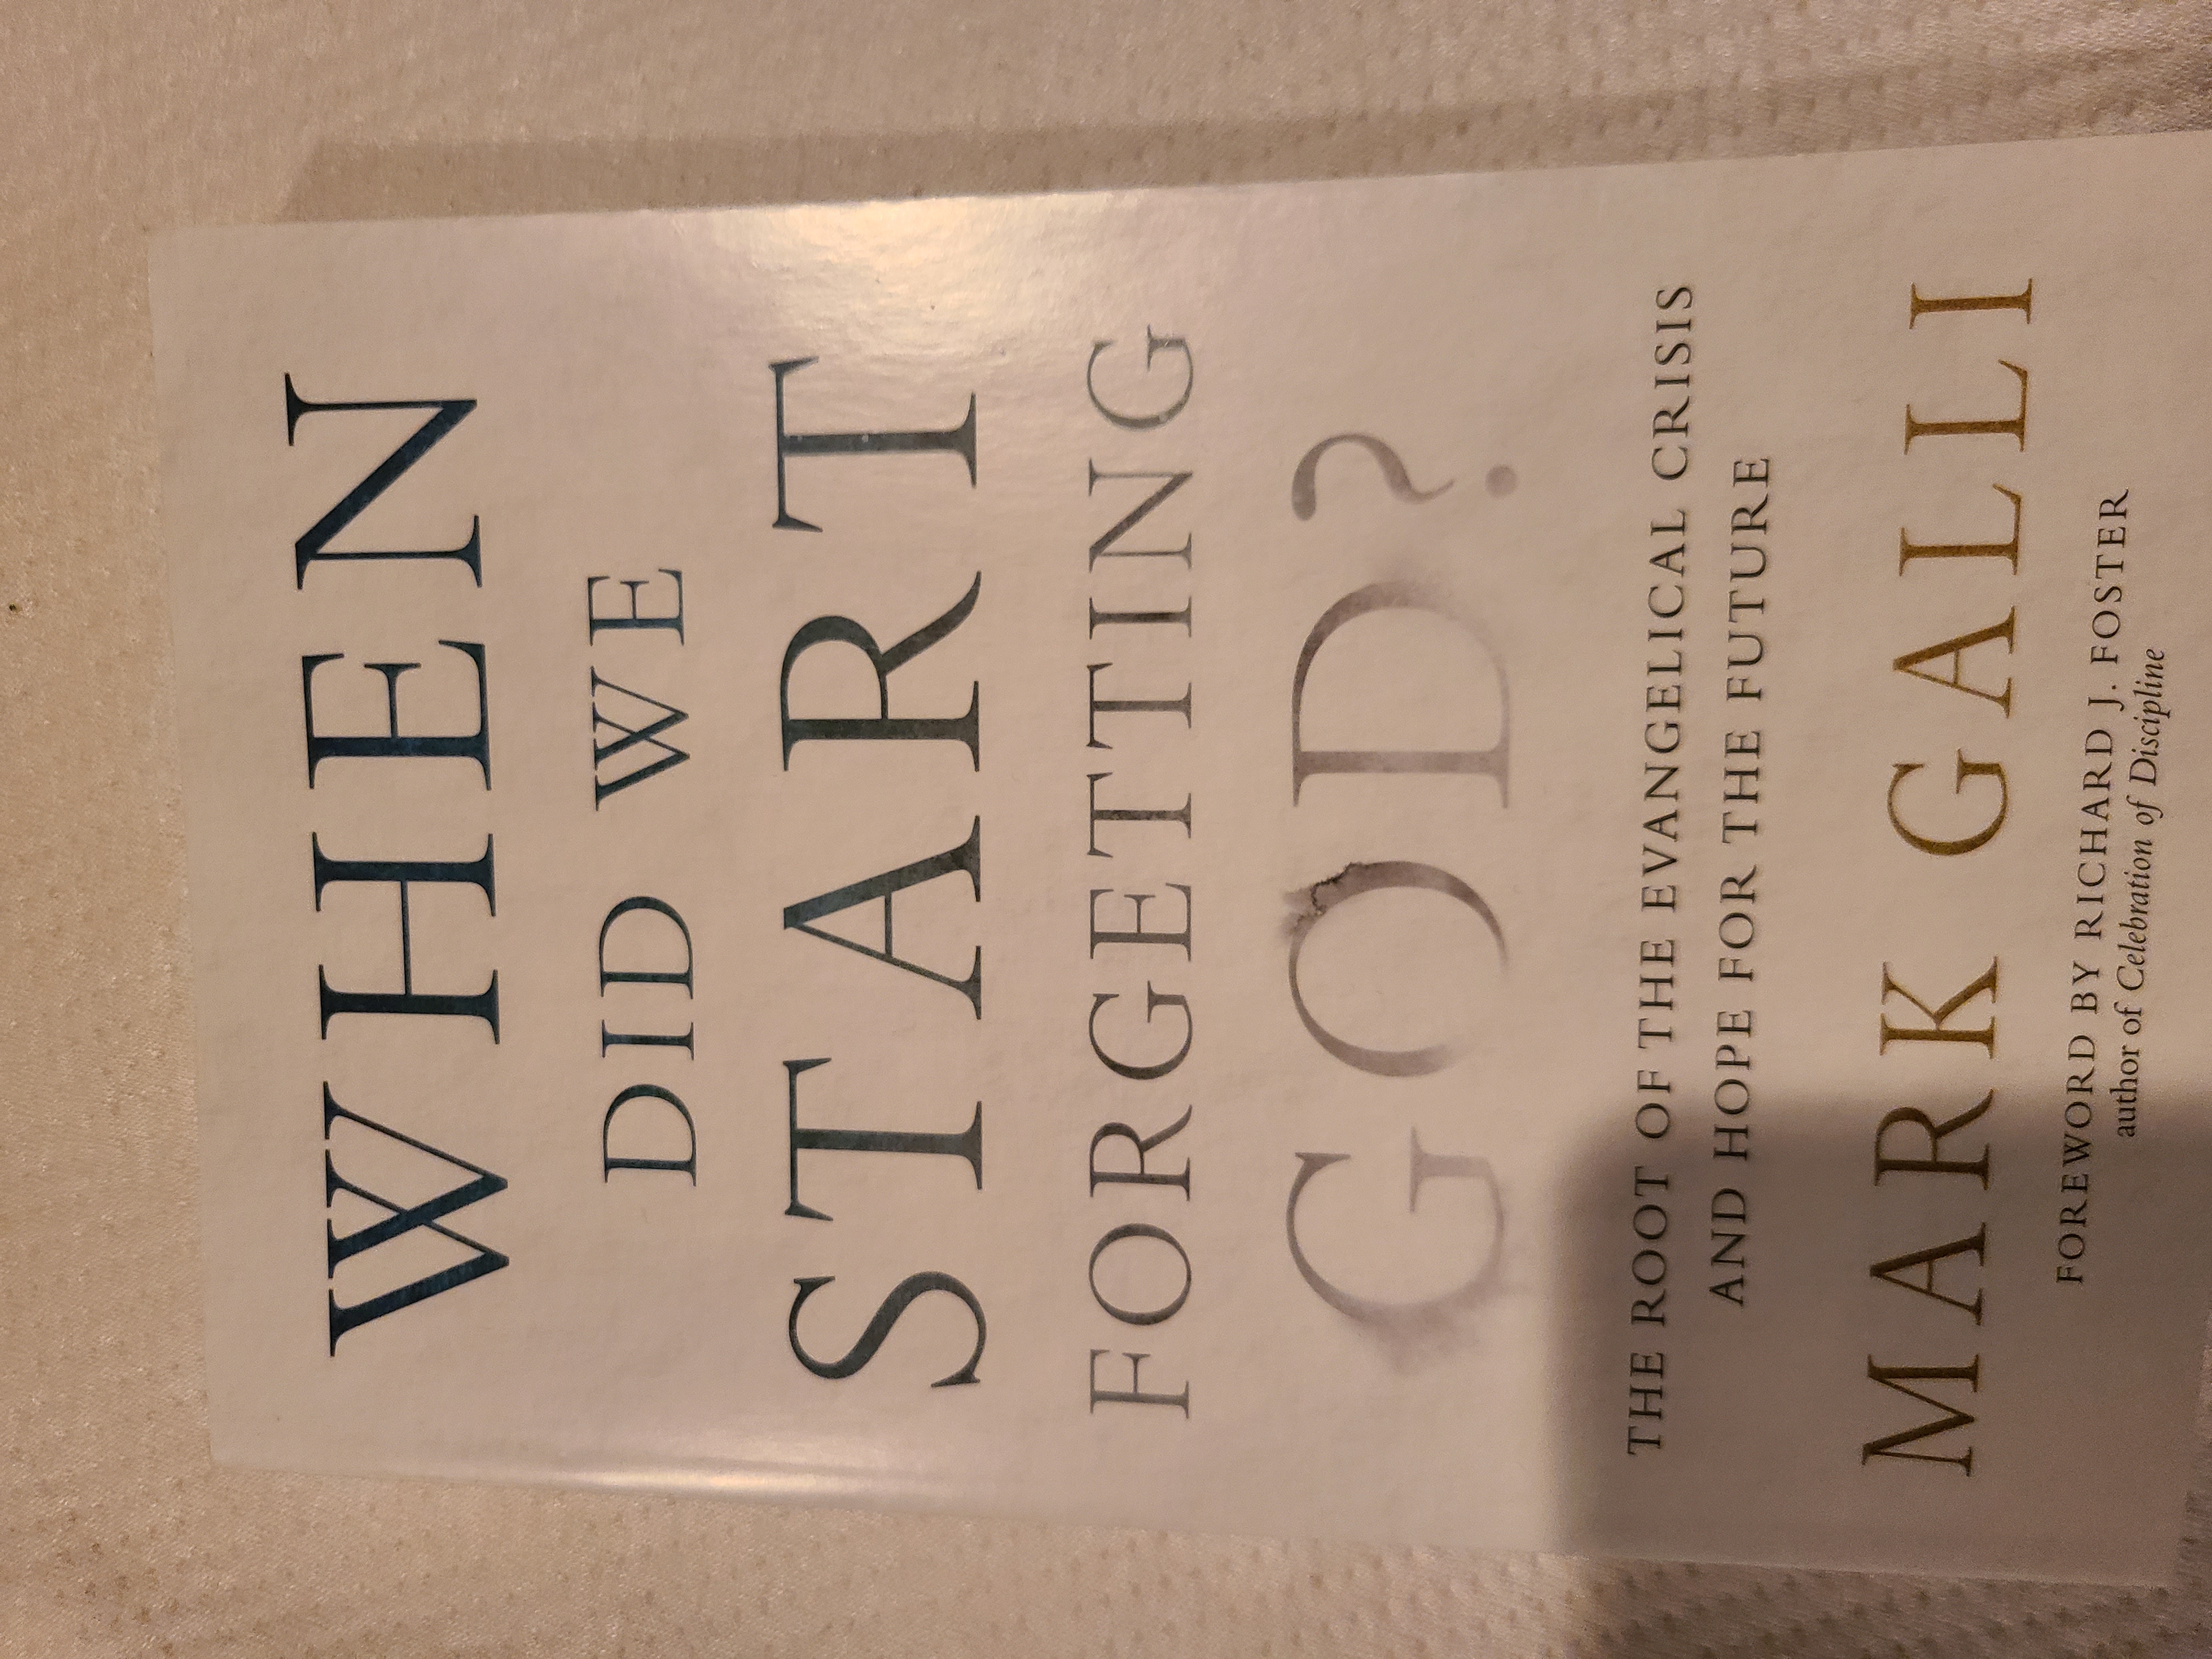 WHEN
DID WE
START
FORGETTING
GOD?
THE ROOT OF THE EVANGELICAL CRISIS
AND HOPE FOR THE FUTURE
MARK GALLI
FOREWORD BY RICHARD J. FOSTER
author of Celebration of Discipline